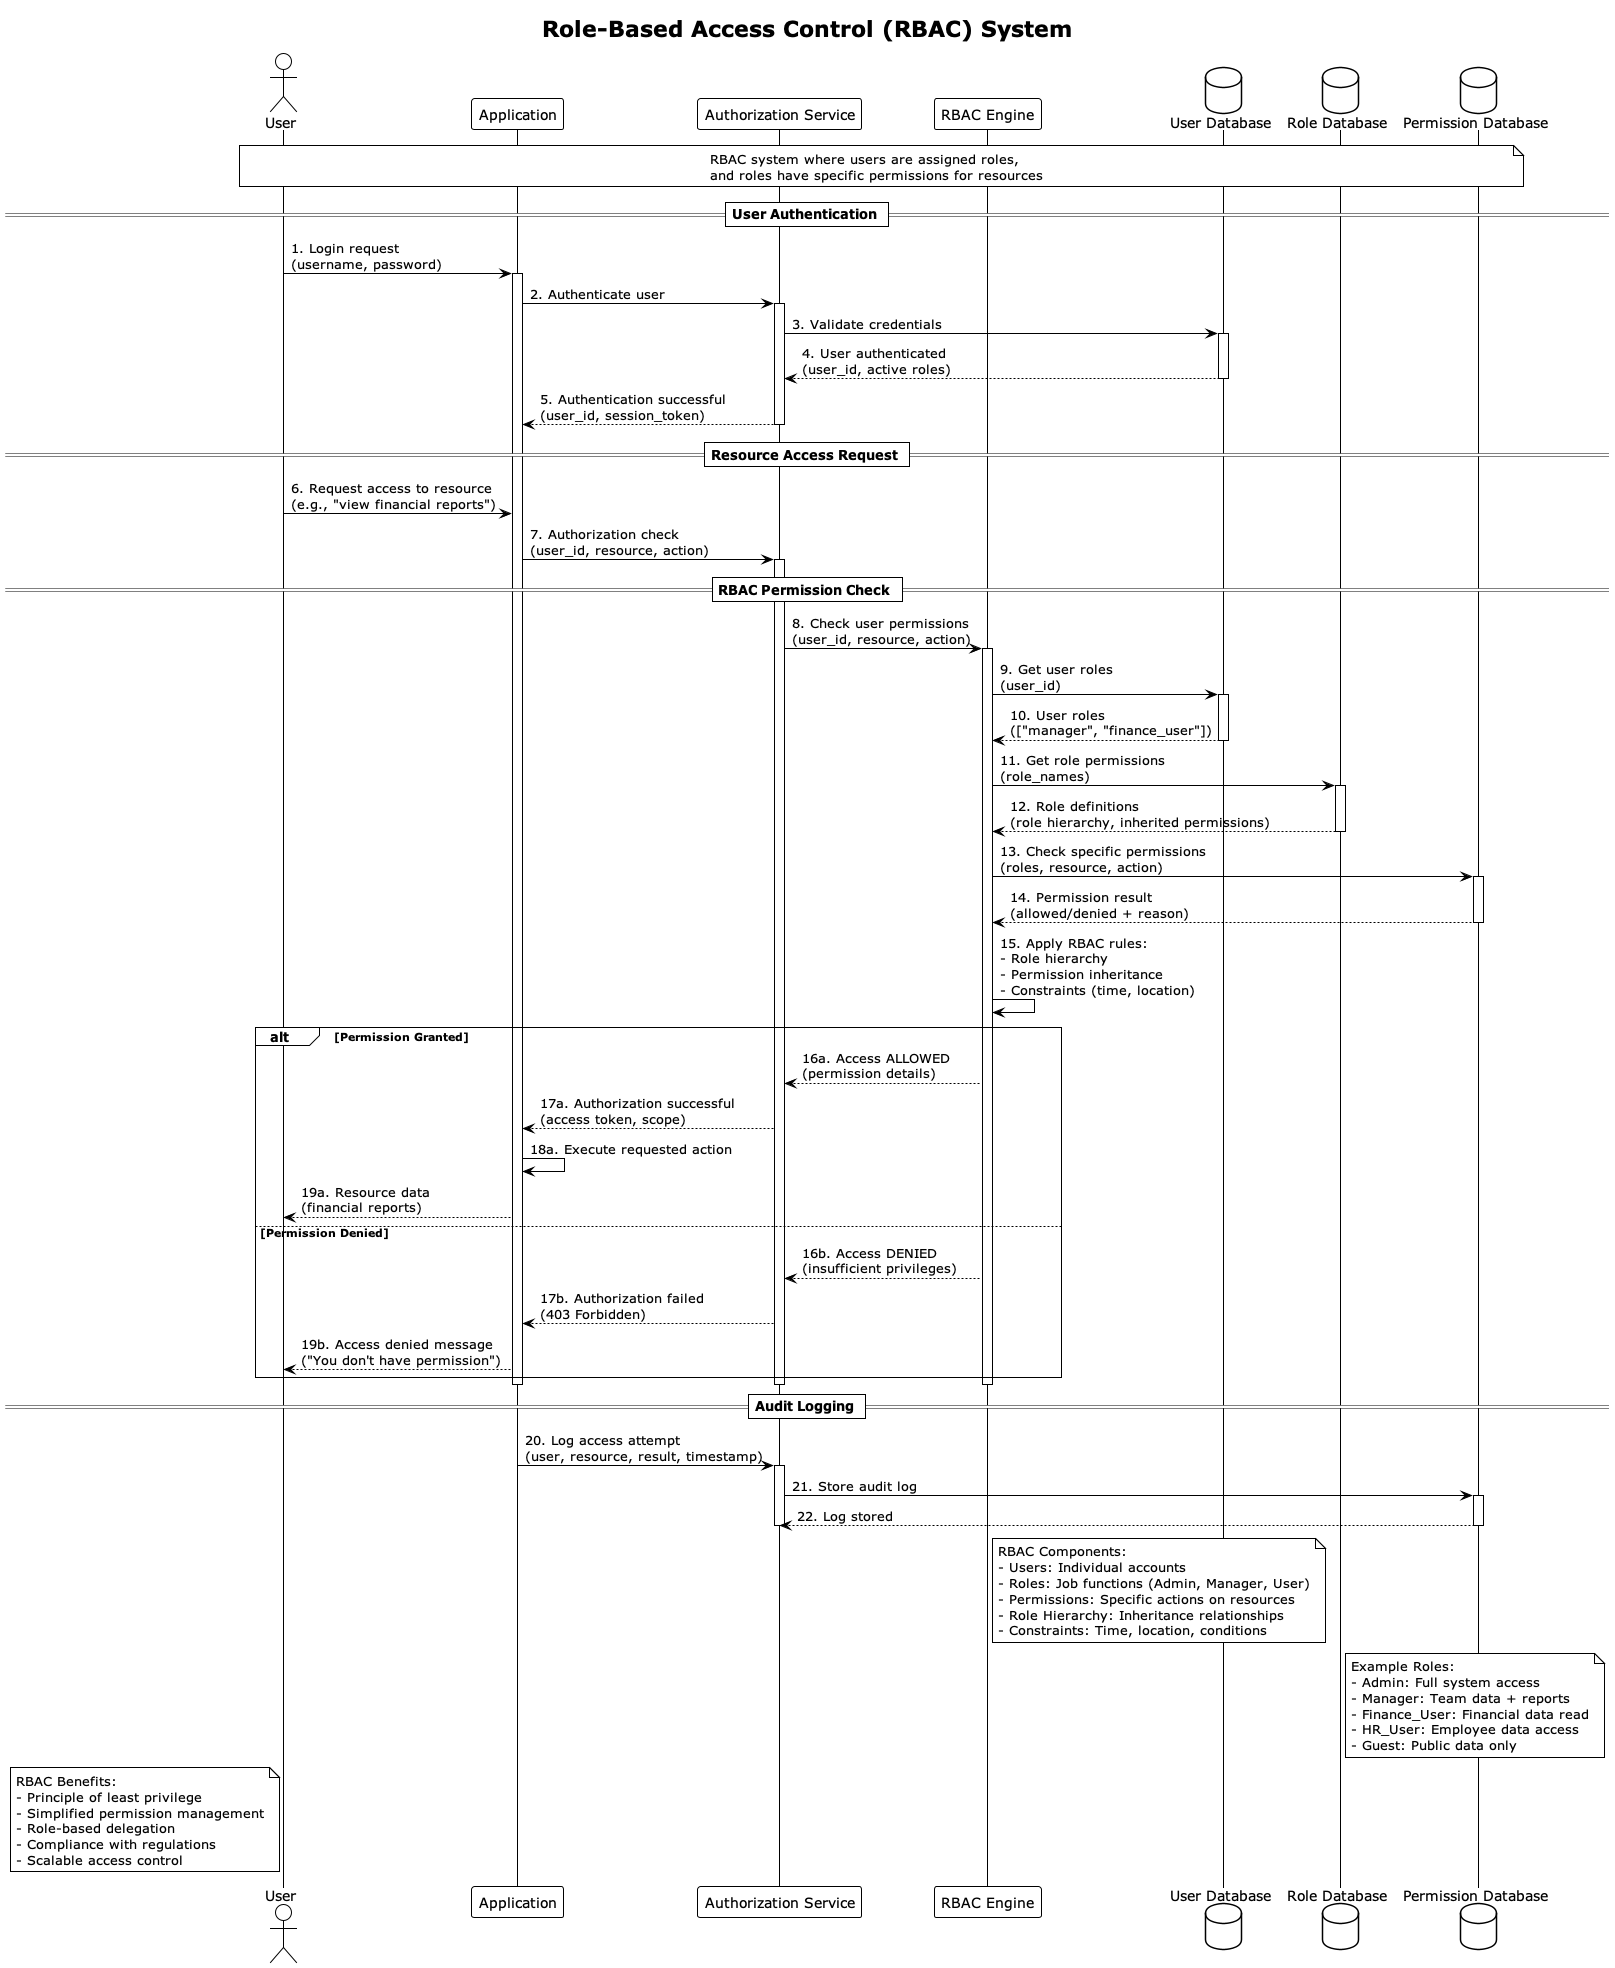 Role-Based Access Control (RBAC) System
User
Application
Authorization Service
RBAC Engine
User Database
Role Database
Permission Database
RBAC system where users are assigned roles,
and roles have specific permissions for resources
User Authentication
1. Login request
(username, password)
2. Authenticate user
3. Validate credentials
4. User authenticated
(user_id, active roles)
5. Authentication successful
(user_id, session_token)
Resource Access Request
6. Request access to resource
(e.g., "view financial reports")
7. Authorization check
(user_id, resource, action)
RBAC Permission Check
8. Check user permissions
(user_id, resource, action)
9. Get user roles
(user_id)
10. User roles
(["manager", "finance_user"])
11. Get role permissions
(role_names)
12. Role definitions
(role hierarchy, inherited permissions)
13. Check specific permissions
(roles, resource, action)
14. Permission result
(allowed/denied + reason)
15. Apply RBAC rules:
- Role hierarchy
- Permission inheritance
- Constraints (time, location)
alt
[Permission Granted]
16a. Access ALLOWED
(permission details)
17a. Authorization successful
(access token, scope)
18a. Execute requested action
19a. Resource data
(financial reports)
[Permission Denied]
16b. Access DENIED
(insufficient privileges)
17b. Authorization failed
(403 Forbidden)
19b. Access denied message
("You don't have permission")
Audit Logging
20. Log access attempt
(user, resource, result, timestamp)
21. Store audit log
22. Log stored
RBAC Components:
- Users: Individual accounts
- Roles: Job functions (Admin, Manager, User)
- Permissions: Specific actions on resources
- Role Hierarchy: Inheritance relationships
- Constraints: Time, location, conditions
Example Roles:
- Admin: Full system access
- Manager: Team data + reports
- Finance_User: Financial data read
- HR_User: Employee data access
- Guest: Public data only
RBAC Benefits:
- Principle of least privilege
- Simplified permission management
- Role-based delegation
- Compliance with regulations
- Scalable access control
User
Application
Authorization Service
RBAC Engine
User Database
Role Database
Permission Database